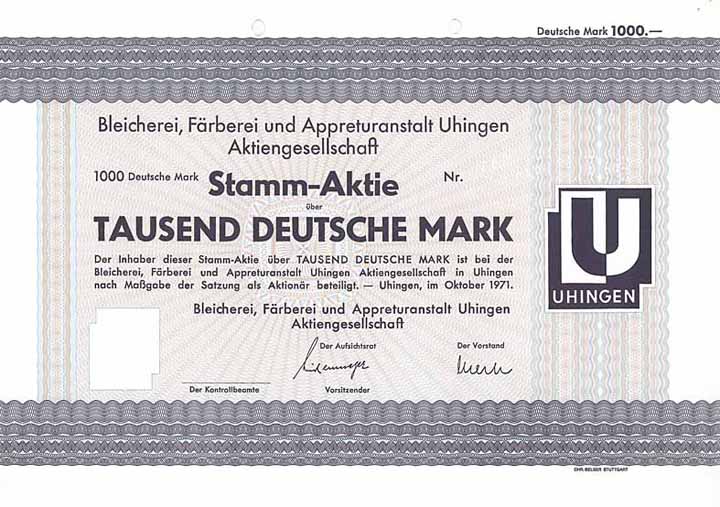 Deutsche Mark 1000.—
Bleicherei, Färberei und Appreturanstalt Uhingen
Aktiengesellschaft
1000 Deutsche Mark Stamm-Aktie Nr.
über
TAUSEND DEUTSCHE MARK
Der Inhaber dieser Stamm-Aktie über TAUSEND DEUTSCHE MARK ist bei der
Bleicherei, Färberei und Appreturanstalt Uhingen Aktiengesellschaft in Uhingen
nach Maßgabe der Satzung als Aktionär beteiligt. — Uhingen, im Oktober 1971.
Bleicherei, Färberei und Appreturanstalt Uhingen
Aktiengesellschaft
Der Aufsichtsrat Der Vorstand
Der Kontrollbeamte Vorsitzender
U
UHINGEN
CHR. BELSER STUTTGART